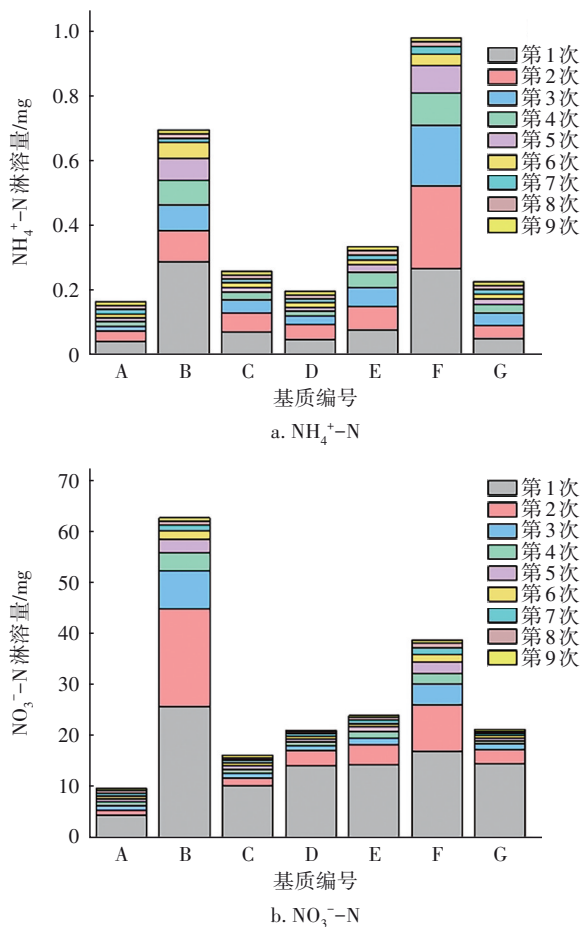 1.0
0.8
0.6
0.4
0.2
0
NH₄⁺-N 淋溶量/mg
第1次
第2次
第3次
第4次
第5次
第6次
第7次
第8次
第9次
A B C D E F G
基质编号
a. NH₄⁺-N
70
60
50
40
30
20
10
0
NO₃⁻-N 淋溶量/mg
第1次
第2次
第3次
第4次
第5次
第6次
第7次
第8次
第9次
A B C D E F G
基质编号
b. NO₃⁻-N